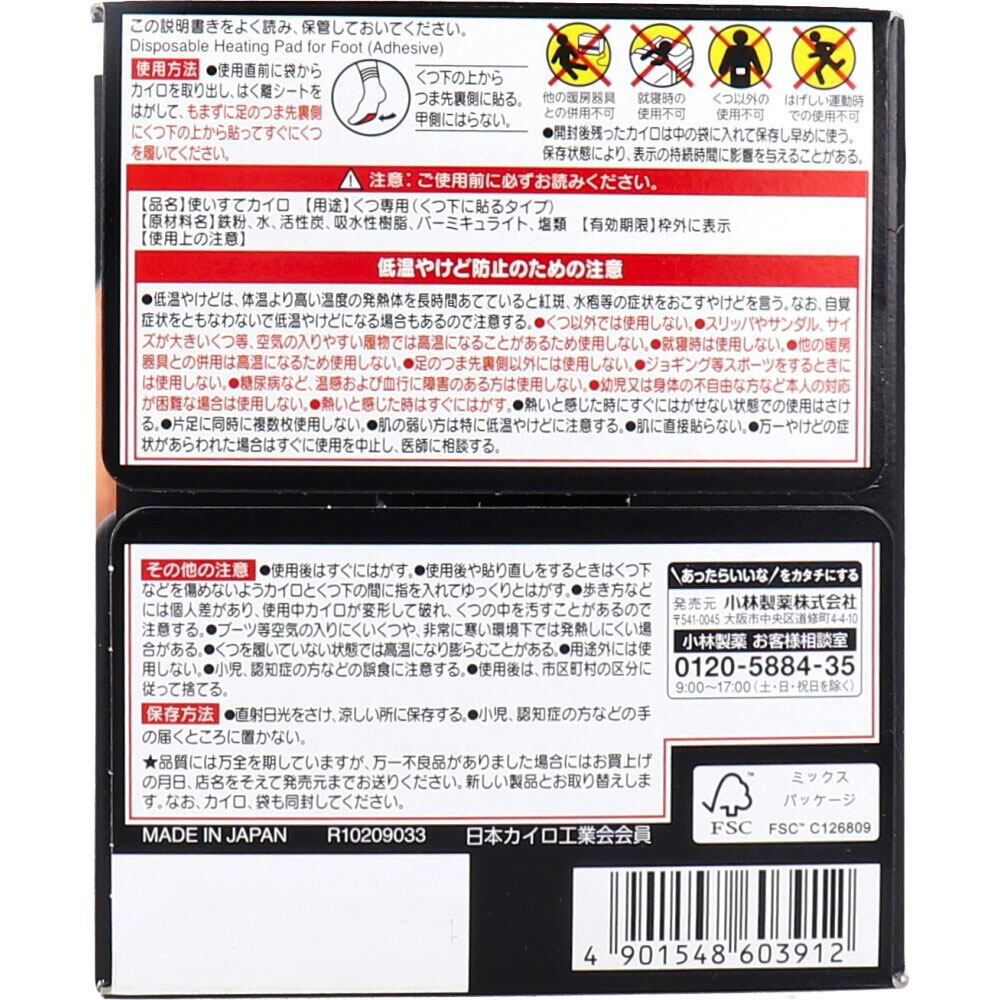 この説明書きをよく読み、保管しておいてください。
Disposable Heating Pad for Foot (Adhesive)
使用方法 ●使用直前に袋から
カイロを取り出し、はく離シートを
はがして、もまずに足のつま先裏側
にくつ下の上から貼ってすぐにくつ
を履いてください。
くつ下の上から
つま先裏側に貼る。
甲側にはらない。
他の暖房器具
との併用不可
就寝時の
使用不可
くつ以外の
使用不可
はげしい運動時
での使用不可
●開封後残ったカイロは中の袋に入れて保存し早めに使う。
保存状態により、表示の持続時間に影響を与えることがある。
注意：ご使用前に必ずお読みください。
【品名】使いすてカイロ 【用途】くつ専用（くつ下に貼るタイプ）
【原材料名】鉄粉、水、活性炭、吸水性樹脂、バーミキュライト、塩類 【有効期限】枠外に表示
【使用上の注意】
低温やけど防止のための注意
●低温やけどは、体温より高い温度の発熱体を長時間あてていると紅斑、水疱等の症状をおこすやけどを言う。なお、自覚
症状をともなわないで低温やけどになる場合もあるので注意する。●くつ以外では使用しない。●スリッパやサンダル、サイ
ズが大きいくつ等、空気の入りやすい履物では高温になることがあるため使用しない。●就寝時は使用しない。●他の暖房
器具との併用は高温になるため使用しない。●足のつま先裏側以外には使用しない。●ジョギング等スポーツをするときに
は使用しない。●糖尿病など、温感および血行に障害のある方は使用しない。●幼児又は身体の不自由な方など本人の対応
が困難な場合は使用しない。●熱いと感じた時はすぐにはがす。●熱いと感じた時にすぐにはがせない状態での使用はさけ
る。●片足に同時に複数枚使用しない。●肌の弱い方は特に低温やけどに注意する。●肌に直接貼らない。●万一やけどの症
状があらわれた場合はすぐに使用を中止し、医師に相談する。
その他の注意 ●使用後はすぐにはがす。●使用後や貼り直しをするときはくつ下
などを傷めないようカイロとくつ下の間に指を入れてゆっくりとはがす。●歩き方など
には個人差があり、使用中カイロが変形して破れ、くつの中を汚すことがあるので
注意する。●ブーツ等空気の入りにくいくつや、非常に寒い環境下では発熱しにくい場
合がある。●くつを履いていない状態では高温になり膨らむことがある。●用途外には使
用しない。●小児、認知症の方などの誤食に注意する。●使用後は、市区町村の区分に
従って捨てる。
保存方法 ●直射日光をさけ、涼しい所に保存する。●小児、認知症の方などの手
の届くところに置かない。
★品質には万全を期していますが、万一不良品がありました場合にはお買上げ
の月日、店名をそえて発売元までお送りください。新しい製品とお取り替えしま
す。なお、カイロ、袋も同封してください。
\あったらいいな/をカタチにする
発売元 小林製薬株式会社
〒541-0045 大阪市中央区道修町4-4-10
小林製薬 お客様相談室
0120-5884-35
9:00～17:00（土・日・祝日を除く）
MADE IN JAPAN R10209033 日本カイロ工業会会員
FSC
ミックス
パッケージ
FSC™ C126809
4 901548 603912